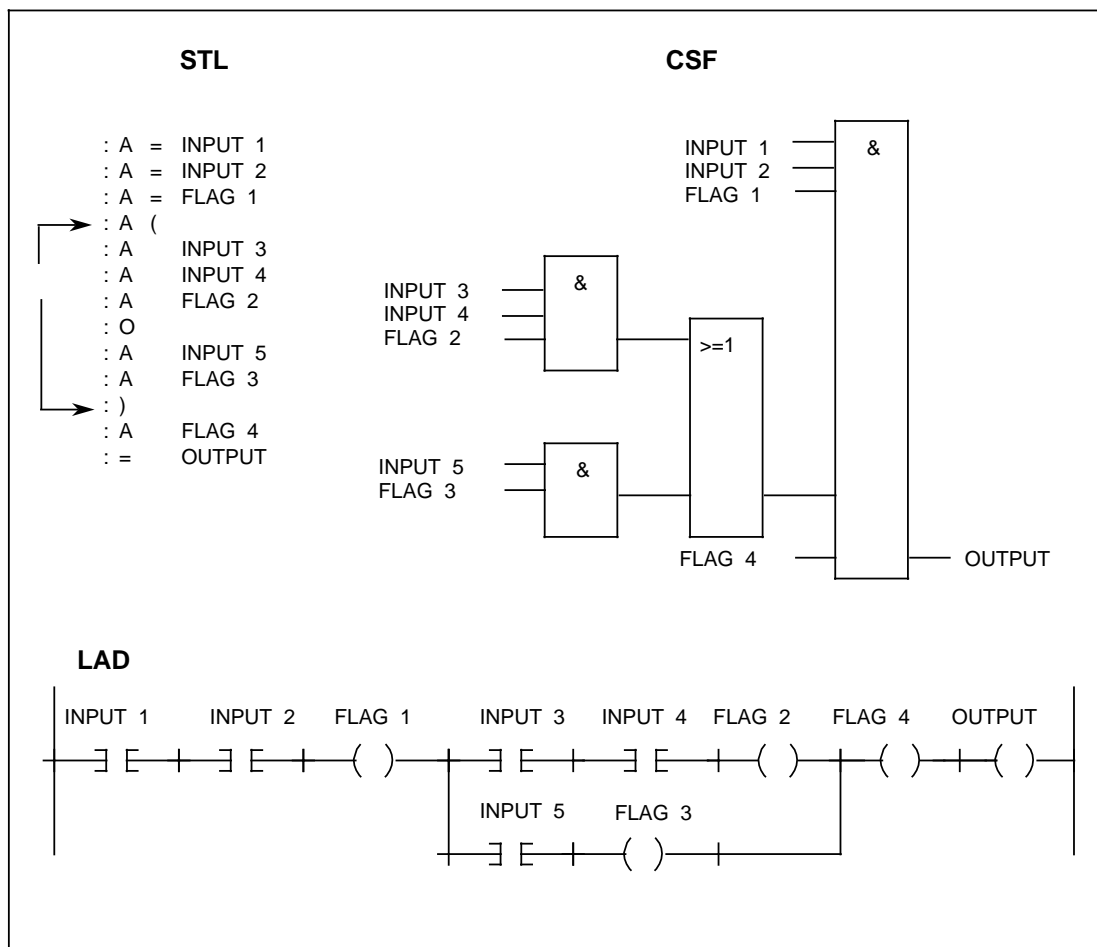 STL
: A = INPUT 1
: A = INPUT 2
: A = FLAG 1
: A (
: A INPUT 3
: A INPUT 4
: A FLAG 2
: O
: A INPUT 5
: A FLAG 3
: )
: A FLAG 4
: = OUTPUT
CSF
INPUT 1
INPUT 2
FLAG 1
&
INPUT 3
INPUT 4
FLAG 2
&
>=1
INPUT 5
FLAG 3
&
FLAG 4
OUTPUT
LAD
INPUT 1 INPUT 2 FLAG 1 INPUT 3 INPUT 4 FLAG 2 FLAG 4 OUTPUT
INPUT 5 FLAG 3